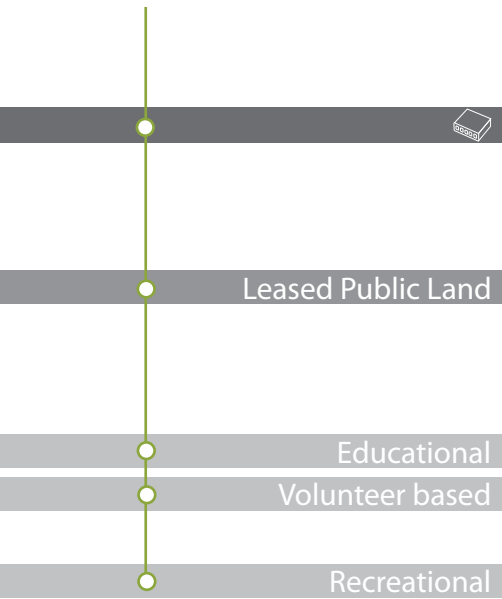 Leased Public Land
Educational
Volunteer based
Recreational